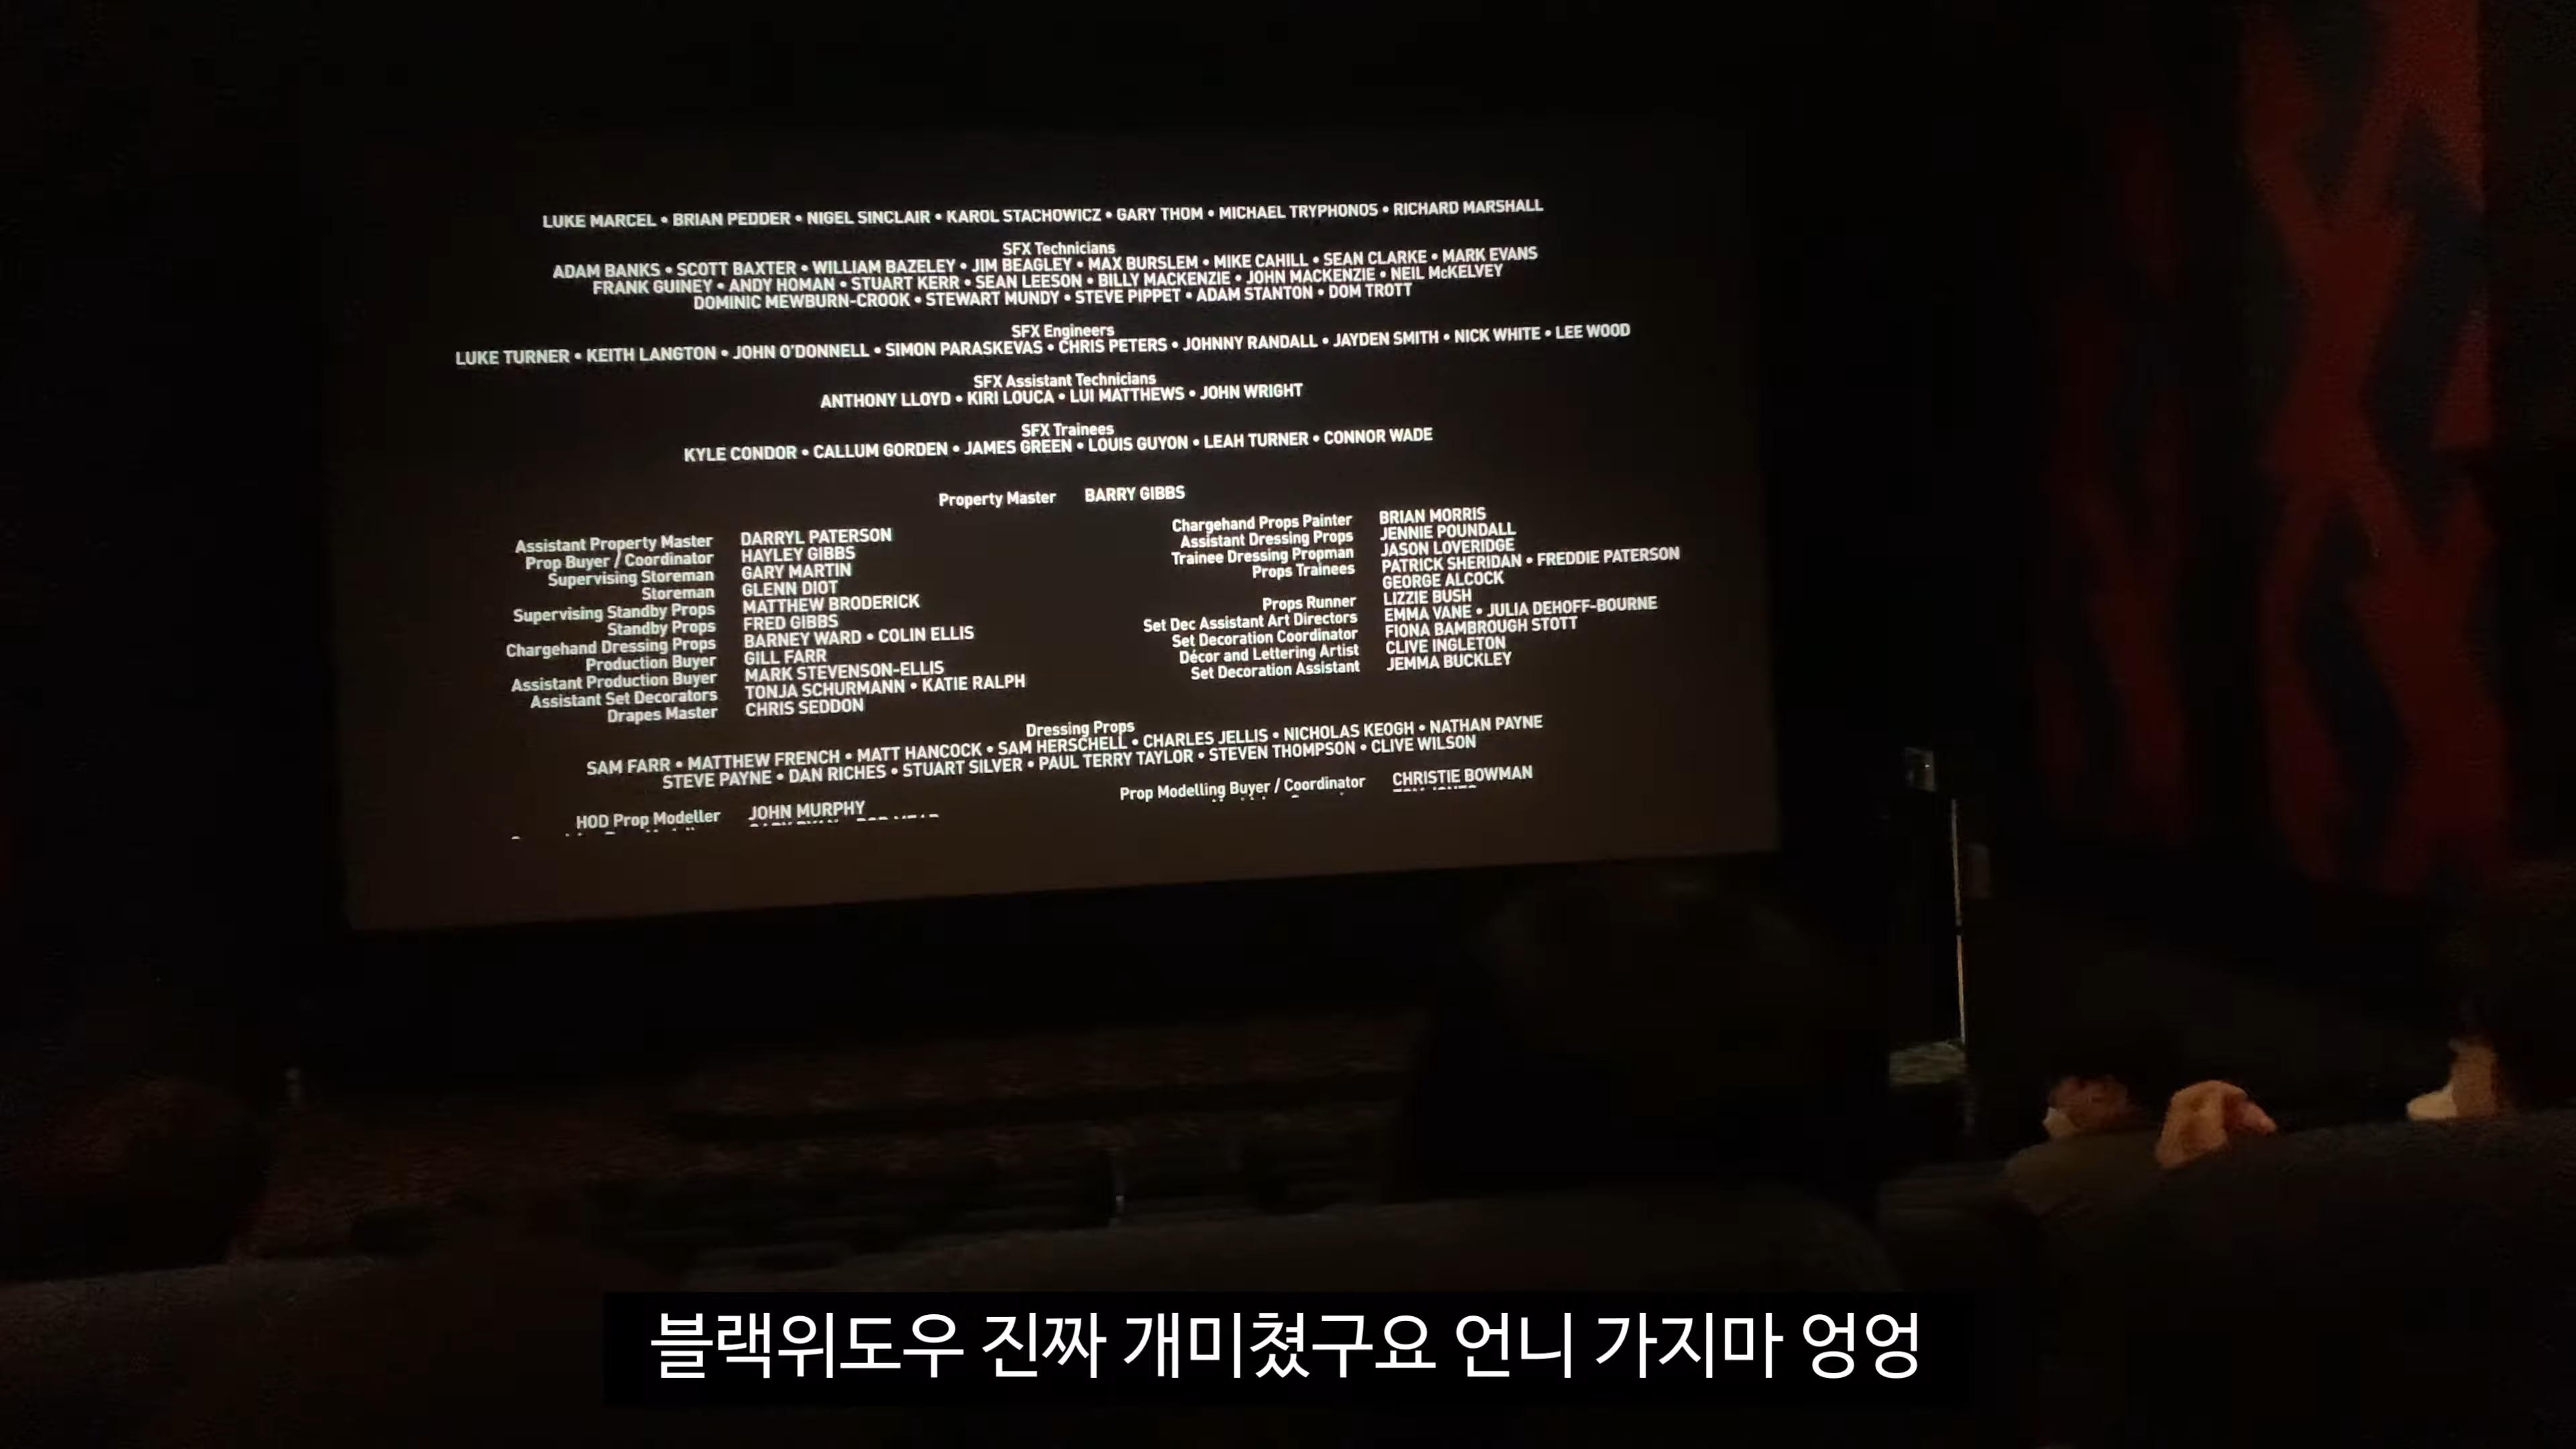 LUKE MARCEL • BRIAN PEDDER • NIGEL SINCLAIR • KAROL STACHOWICZ • GARY THOM • MICHAEL TRYPHONOS • RICHARD MARSHALL
SFX Technicians
ADAM BANKS • SCOTT BAXTER • WILLIAM BAZELEY • JIM BEAGLEY • MAX BURSLEM • MIKE CAHILL • SEAN CLARKE • MARK EVANS
FRANK GUINEY • ANDY HOMAN • STUART KERR • SEAN LEESON • BILLY MACKENZIE • JOHN MACKENZIE • NEIL McKELVEY
DOMINIC MEWBURN-CROOK • STEWART MUNDY • STEVE PIPPET • ADAM STANTON • DOM TROTT
SFX Engineers
LUKE TURNER • KEITH LANGTON • JOHN O'DONNELL • SIMON PARASKEVAS • CHRIS PETERS • JOHNNY RANDALL • JAYDEN SMITH • NICK WHITE • LEE WOOD
SFX Assistant Technicians
ANTHONY LLOYD • KIRI LOUCA • LUI MATTHEWS • JOHN WRIGHT
SFX Trainees
KYLE CONDOR • CALLUM GORDEN • JAMES GREEN • LOUIS GUYON • LEAH TURNER • CONNOR WADE
Property Master BARRY GIBBS
Assistant Property Master DARRYL PATERSON
Prop Buyer / Coordinator HAYLEY GIBBS
Supervising Storeman GARY MARTIN
Storeman GLENN DIOT
Supervising Standby Props MATTHEW BRODERICK
Standby Props FRED GIBBS
Chargehand Dressing Props BARNEY WARD • COLIN ELLIS
Production Buyer GILL FARR
Assistant Production Buyer MARK STEVENSON-ELLIS
Assistant Set Decorators TONJA SCHURMANN • KATIE RALPH
Drapes Master CHRIS SEDDON
Chargehand Props Painter BRIAN MORRIS
Assistant Dressing Props JENNIE POUNDALL
Trainee Dressing Propman JASON LOVERIDGE
Props Trainees PATRICK SHERIDAN • FREDDIE PATERSON
GEORGE ALCOCK
Props Runner LIZZIE BUSH
Set Dec Assistant Art Directors EMMA VANE • JULIA DEHOFF-BOURNE
Set Decoration Coordinator FIONA BAMBROUGH STOTT
Décor and Lettering Artist CLIVE INGLETON
Set Decoration Assistant JEMMA BUCKLEY
Dressing Props
SAM FARR • MATTHEW FRENCH • MATT HANCOCK • SAM HERSCHELL • CHARLES JELLIS • NICHOLAS KEOGH • NATHAN PAYNE
STEVE PAYNE • DAN RICHES • STUART SILVER • PAUL TERRY TAYLOR • STEVEN THOMPSON • CLIVE WILSON
HOD Prop Modeller JOHN MURPHY
Prop Modelling Buyer / Coordinator CHRISTIE BOWMAN
블랙위도우 진짜 개미쳤구요 언니 가지마 엉엉